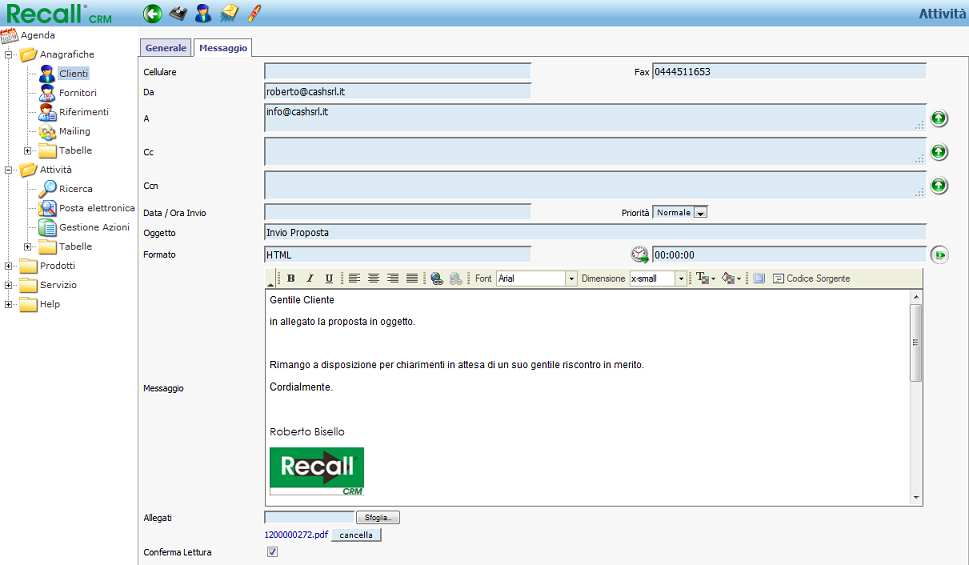 Recall CRM
Attività
Agenda
Anagrafiche
Clienti
Fornitori
Riferimenti
Mailing
Tabelle
Attività
Ricerca
Posta elettronica
Gestione Azioni
Tabelle
Prodotti
Servizio
Help
Generale Messaggio
Cellulare Fax 0444511653
Da roberto@cashsrl.it
A info@cashsrl.it
Cc
Ccn
Data / Ora Invio Priorità Normale
Oggetto Invio Proposta
Formato HTML 00:00:00
B I U Font Arial Dimensione x-small Codice Sorgente
Gentile Cliente
in allegato la proposta in oggetto.
Rimango a disposizione per chiarimenti in attesa di un suo gentile riscontro in merito.
Messaggio Cordialmente.
Roberto Bisello
Recall
CRM
Allegati Sfoglia...
1200000272.pdf cancella
Conferma Lettura